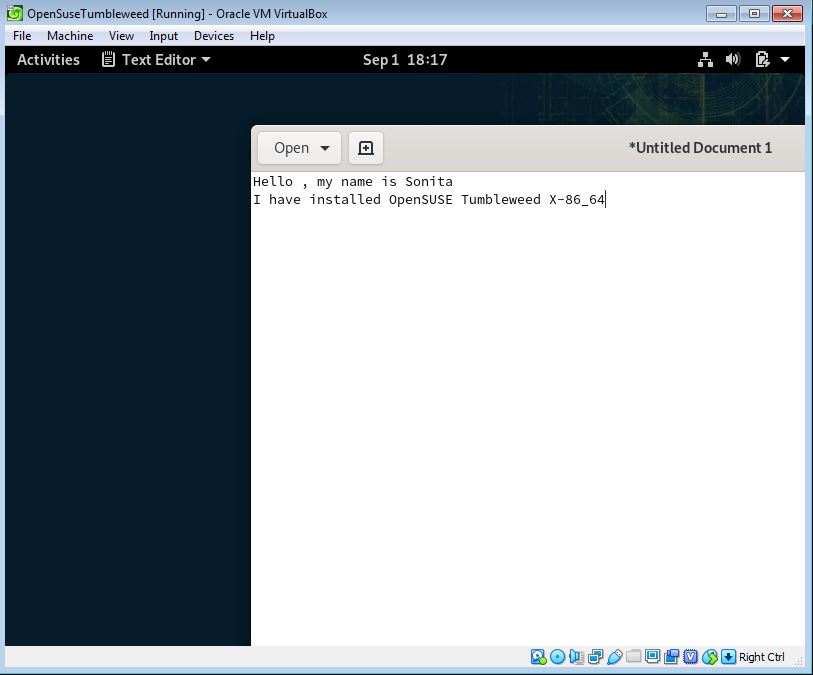 OpenSuseTumbleweed [Running] - Oracle VM VirtualBox
File Machine View Input Devices Help
Activities Text Editor Sep 1 18:17
Open *Untitled Document 1
Hello , my name is Sonita
I have installed OpenSUSE Tumbleweed X-86_64
Right Ctrl